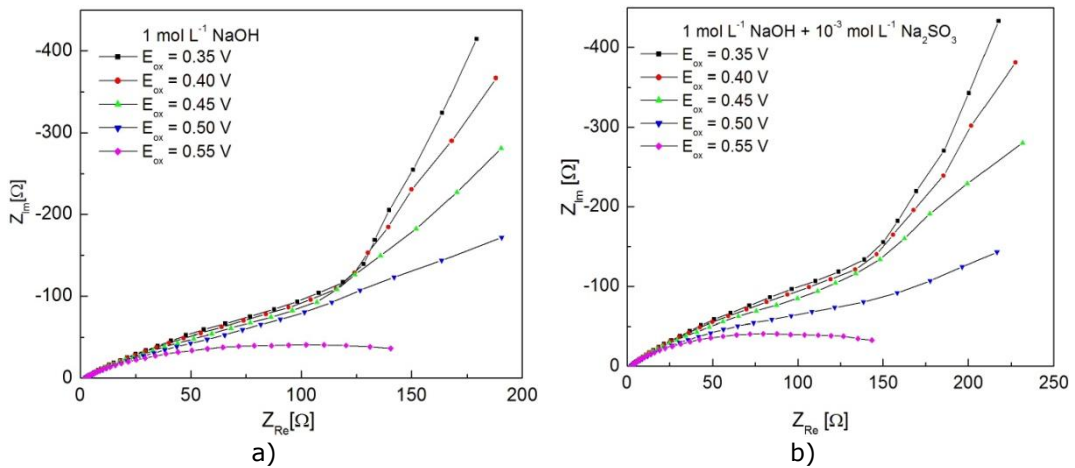 1 mol L⁻¹ NaOH
E_ox = 0.35 V
E_ox = 0.40 V
E_ox = 0.45 V
E_ox = 0.50 V
E_ox = 0.55 V
-400
-300
-200
-100
0
Z_Im[Ω]
0 50 100 150 200
Z_Re[Ω]
a)
1 mol L⁻¹ NaOH + 10⁻³ mol L⁻¹ Na₂SO₃
E_ox = 0.35 V
E_ox = 0.40 V
E_ox = 0.45 V
E_ox = 0.50 V
E_ox = 0.55 V
-400
-300
-200
-100
0
Z_Im[Ω]
0 50 100 150 200 250
Z_Re [Ω]
b)